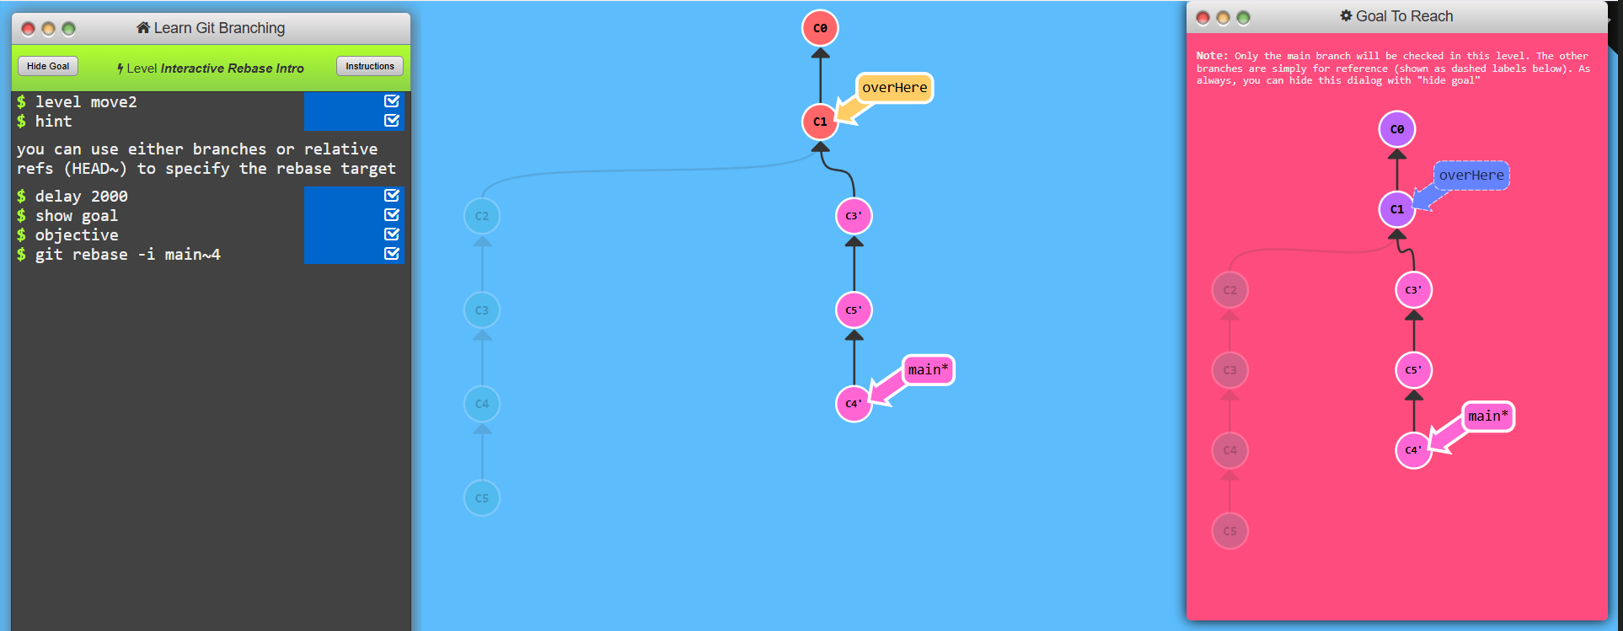 Learn Git Branching
Hide Goal
Level Interactive Rebase Intro
Instructions
$ level move2
$ hint
you can use either branches or relative
refs (HEAD~) to specify the rebase target
$ delay 2000
$ show goal
$ objective
$ git rebase -i main~4
C0
overHere
C1
C2
C3'
C3
C5'
main*
C4
C4'
C5
Goal To Reach
Note: Only the main branch will be checked in this level. The other
branches are simply for reference (shown as dashed labels below). As
always, you can hide this dialog with "hide goal"
C0
overHere
C1
C2
C3'
C3
C5'
main*
C4
C4'
C5